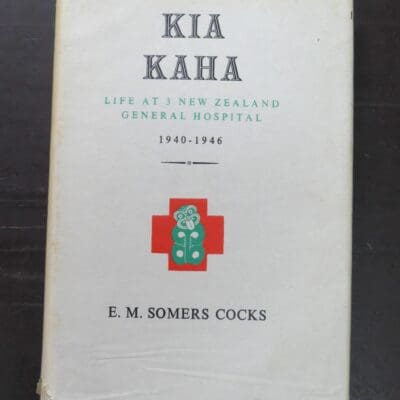 KIA
KAHA
LIFE AT 3 NEW ZEALAND
GENERAL HOSPITAL
1940-1946
E. M. SOMERS COCKS